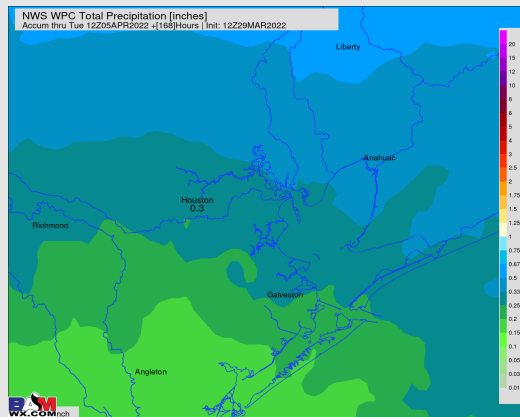 NWS WPC Total Precipitation [inches]
Accum thru Tue 12Z05APR2022 +[168]Hours | Init: 12Z29MAR2022
Liberty
Anahuac
Houston
0.3
Richmond
Galveston
Angleton
20
15
12
10
8
6
5
4
3
2.5
2
1.75
1.5
1.25
1
0.75
0.67
0.5
0.33
0.25
0.2
0.15
0.1
0.05
0.03
0.01
BAM
WX.COM nch